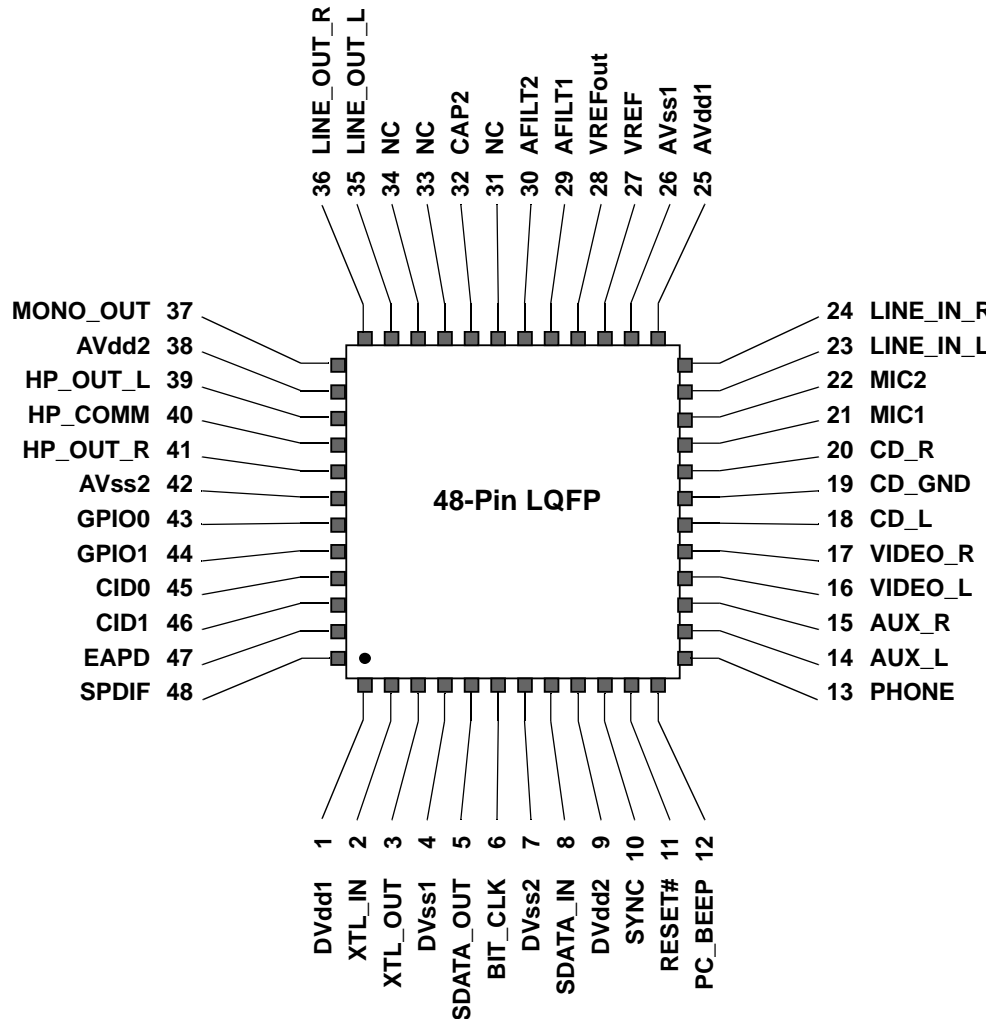 36 LINE_OUT_R
35 LINE_OUT_L
34 NC
33 NC
32 CAP2
31 NC
30 AFILT2
29 AFILT1
28 VREFout
27 VREF
26 AVss1
25 AVdd1
MONO_OUT 37
AVdd2 38
HP_OUT_L 39
HP_COMM 40
HP_OUT_R 41
AVss2 42
GPIO0 43
GPIO1 44
CID0 45
CID1 46
EAPD 47
SPDIF 48
48-Pin LQFP
24 LINE_IN_R
23 LINE_IN_L
22 MIC2
21 MIC1
20 CD_R
19 CD_GND
18 CD_L
17 VIDEO_R
16 VIDEO_L
15 AUX_R
14 AUX_L
13 PHONE
DVdd1 1
XTL_IN 2
XTL_OUT 3
DVss1 4
SDATA_OUT 5
BIT_CLK 6
DVss2 7
SDATA_IN 8
DVdd2 9
SYNC 10
RESET# 11
PC_BEEP 12